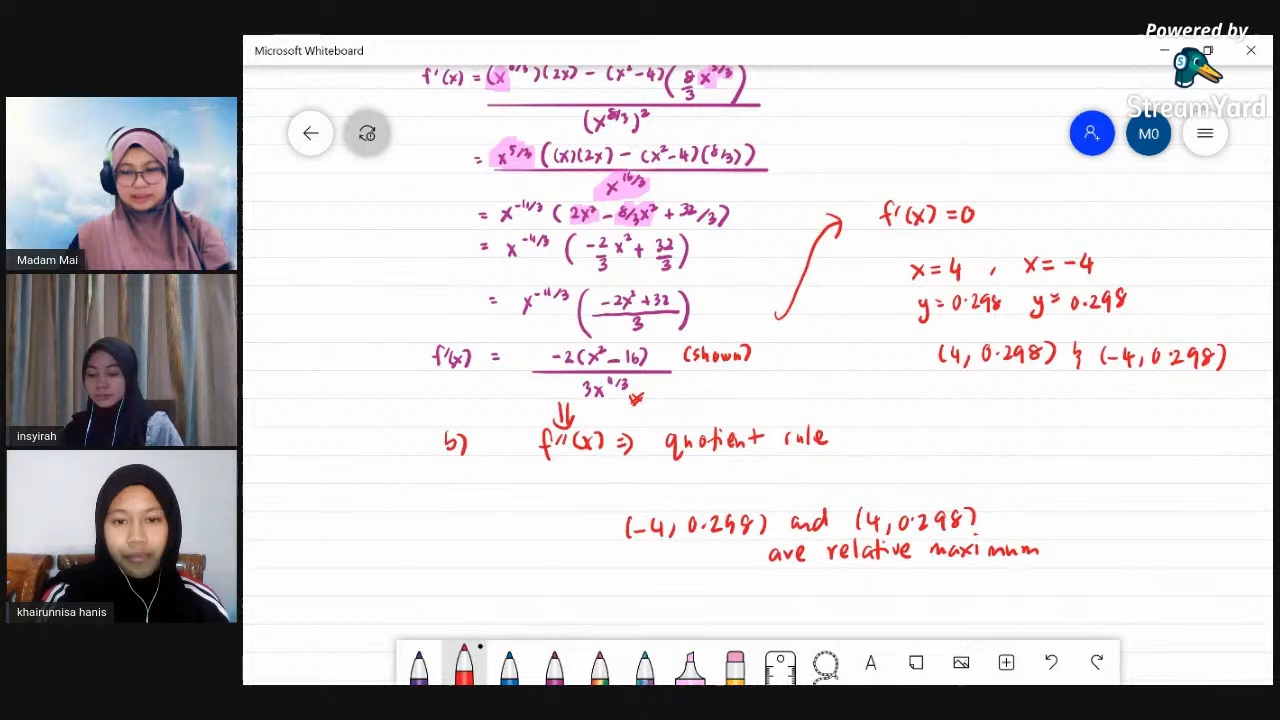 Powered by
StreamYard
Microsoft Whiteboard
M0
f'(x) = (x^8/3)(2x) - (x²-4)(8/3 x^5/3)
(x^8/3)²
= x^5/3 ((x)(2x) - (x²-4)(8/3))
x^16/3
= x^-11/3 (2x² - 8/3x² + 32/3)
= x^-11/3 (-2/3 x² + 32/3)
= x^-11/3 (-2x²+32 / 3)
f'(x) = -2(x²-16) (shown)
3x^11/3
f'(x) = 0
x = 4 , x = -4
y = 0.298 y = 0.298
(4, 0.298) & (-4, 0.298)
b) f''(x) ⇒ quotient rule
(-4, 0.298) and (4, 0.298)
are relative maximum
Madam Mai
insyirah
khairunnisa hanis
A